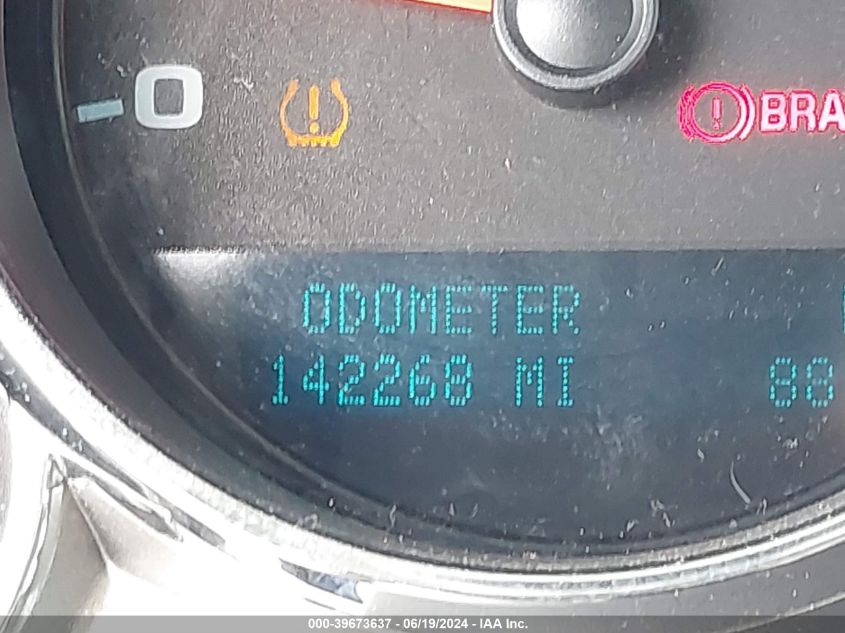 0
BRA
ODOMETER
142268 MI 88
000-39673637 - 06/19/2024 - IAA Inc.